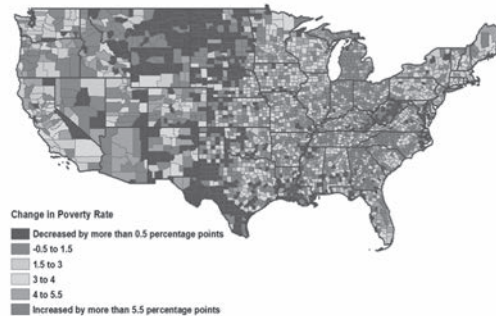 Change in Poverty Rate
Decreased by more than 0.5 percentage points
-0.5 to 1.5
1.5 to 3
3 to 4
4 to 5.5
Increased by more than 5.5 percentage points